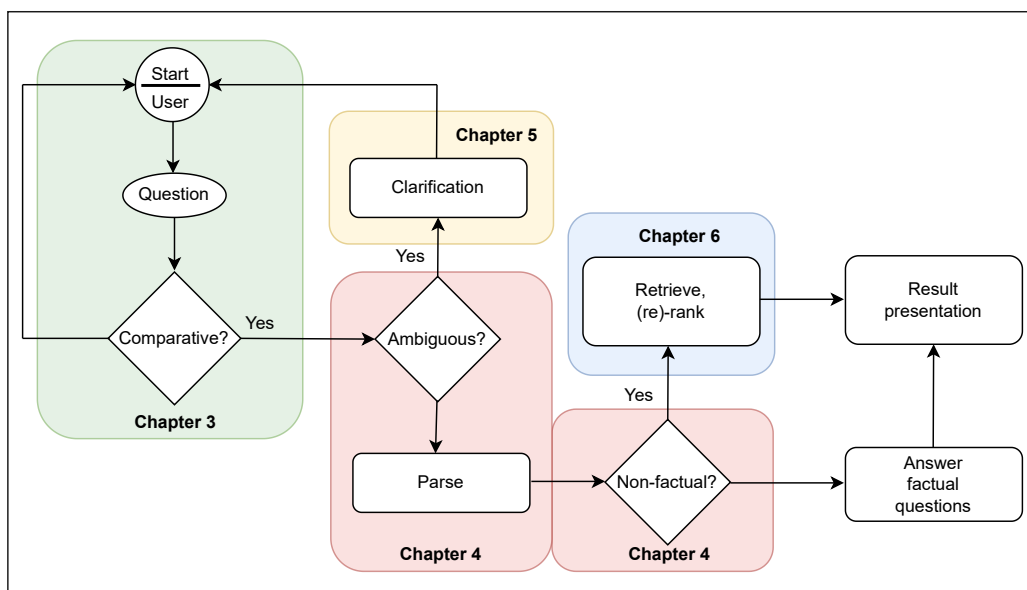 Start
User
Question
Comparative?
Yes
Chapter 3
Chapter 5
Clarification
Yes
Ambiguous?
Parse
Chapter 4
Chapter 6
Retrieve,
(re)-rank
Yes
Non-factual?
Chapter 4
Result
presentation
Answer
factual
questions